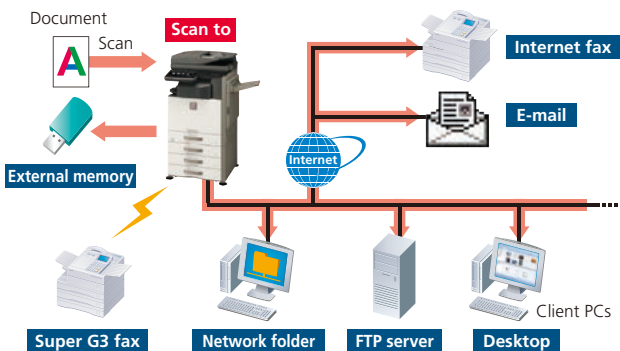 Document
Scan
A
Scan to
Internet fax
E-mail
Internet
External memory
Client PCs
Super G3 fax
Network folder
FTP server
Desktop